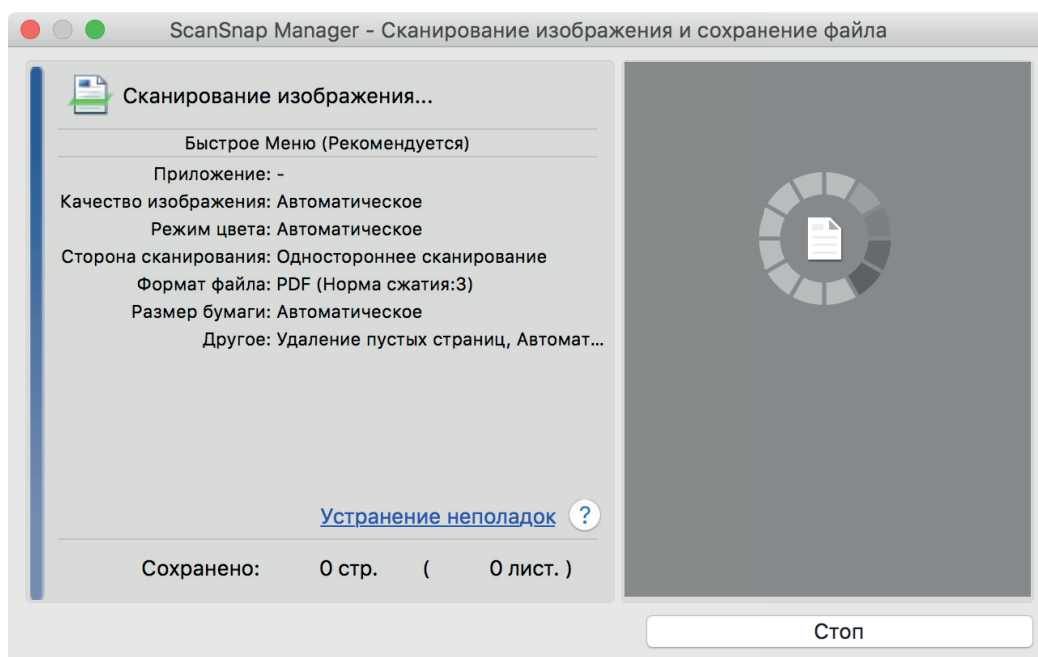 ScanSnap Manager - Сканирование изображения и сохранение файла
Сканирование изображения...
Быстрое Меню (Рекомендуется)
Приложение: -
Качество изображения: Автоматическое
Режим цвета: Автоматическое
Сторона сканирования: Одностороннее сканирование
Формат файла: PDF (Норма сжатия:3)
Размер бумаги: Автоматическое
Другое: Удаление пустых страниц, Автомат...
Устранение неполадок ?
Сохранено: 0 стр. ( 0 лист. )
Стоп